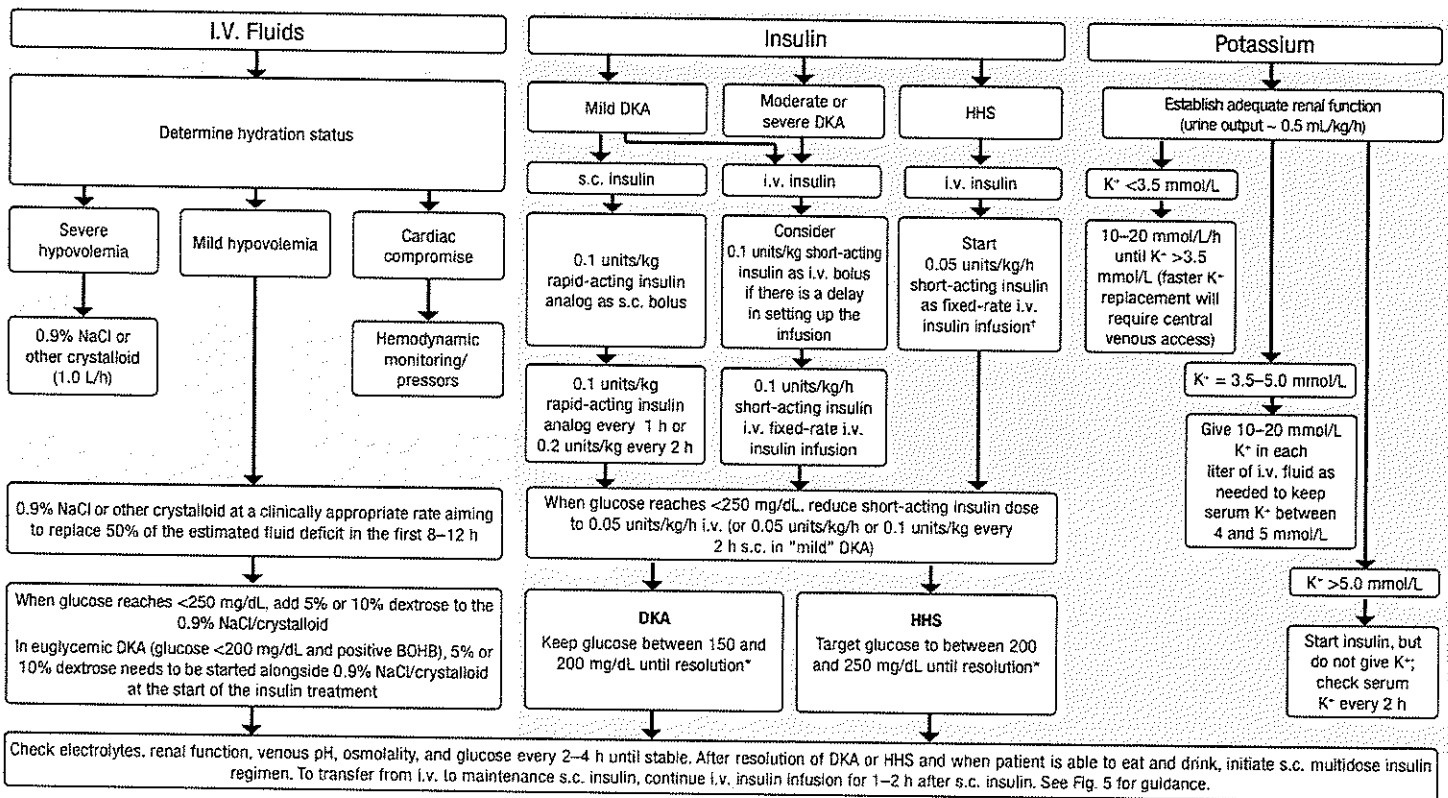 I.V. Fluids
Determine hydration status
Severe
hypovolemia
Mild hypovolemia
Cardiac
compromise
0.9% NaCl or
other crystalloid
(1.0 L/h)
Hemodynamic
monitoring/
pressors
0.9% NaCl or other crystalloid at a clinically appropriate rate aiming
to replace 50% of the estimated fluid deficit in the first 8–12 h
When glucose reaches <250 mg/dL, add 5% or 10% dextrose to the
0.9% NaCl/crystalloid
In euglycemic DKA (glucose <200 mg/dL and positive BOHB), 5% or
10% dextrose needs to be started alongside 0.9% NaCl/crystalloid
at the start of the insulin treatment
Insulin
Mild DKA
Moderate or
severe DKA
HHS
s.c. insulin
i.v. insulin
i.v. insulin
0.1 units/kg
rapid-acting insulin
analog as s.c. bolus
Consider
0.1 units/kg short-acting
insulin as i.v. bolus
if there is a delay
in setting up the
infusion
Start
0.05 units/kg/h
short-acting insulin
as fixed-rate i.v.
insulin infusion†
0.1 units/kg
rapid-acting insulin
analog every 1 h or
0.2 units/kg every 2 h
0.1 units/kg/h
short-acting insulin
i.v. fixed-rate i.v.
insulin infusion
When glucose reaches <250 mg/dL, reduce short-acting insulin dose
to 0.05 units/kg/h i.v. (or 0.05 units/kg/h or 0.1 units/kg every
2 h s.c. in "mild" DKA)
DKA
Keep glucose between 150 and
200 mg/dL until resolution*
HHS
Target glucose to between 200
and 250 mg/dL until resolution*
Potassium
Establish adequate renal function
(urine output ~ 0.5 mL/kg/h)
K⁺ <3.5 mmol/L
10–20 mmol/L/h
until K⁺ >3.5
mmol/L (faster K⁺
replacement will
require central
venous access)
K⁺ = 3.5–5.0 mmol/L
Give 10–20 mmol/L
K⁺ in each
liter of i.v. fluid as
needed to keep
serum K⁺ between
4 and 5 mmol/L
K⁺ >5.0 mmol/L
Start insulin, but
do not give K⁺;
check serum
K⁺ every 2 h
Check electrolytes, renal function, venous pH, osmolality, and glucose every 2–4 h until stable. After resolution of DKA or HHS and when patient is able to eat and drink, initiate s.c. multidose insulin
regimen. To transfer from i.v. to maintenance s.c. insulin, continue i.v. insulin infusion for 1–2 h after s.c. insulin. See Fig. 5 for guidance.